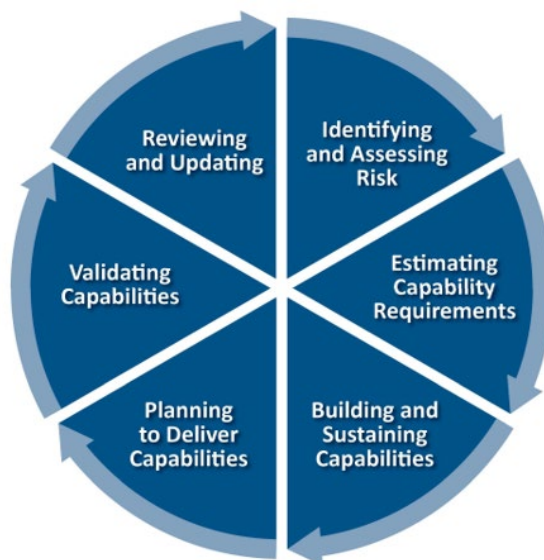 Identifying
and Assessing
Risk
Estimating
Capability
Requirements
Building and
Sustaining
Capabilities
Planning
to Deliver
Capabilities
Validating
Capabilities
Reviewing
and Updating